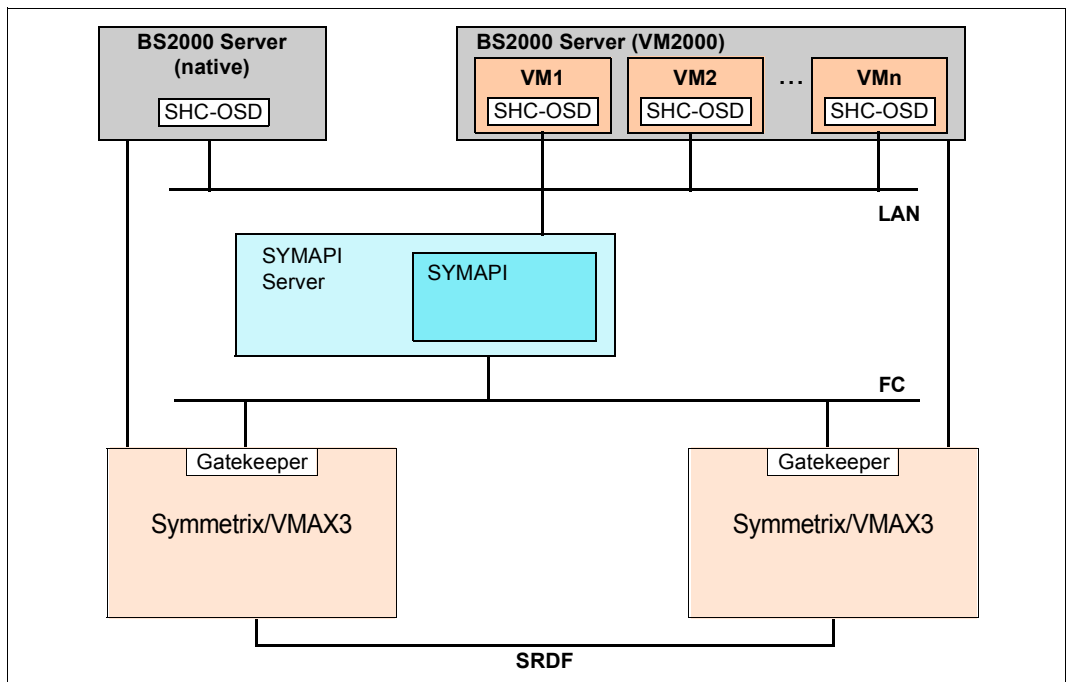 BS2000 Server
(native)
SHC-OSD
BS2000 Server (VM2000)
VM1
SHC-OSD
VM2
SHC-OSD
...
VMn
SHC-OSD
LAN
SYMAPI
Server
SYMAPI
FC
Gatekeeper
Symmetrix/VMAX3
Gatekeeper
Symmetrix/VMAX3
SRDF